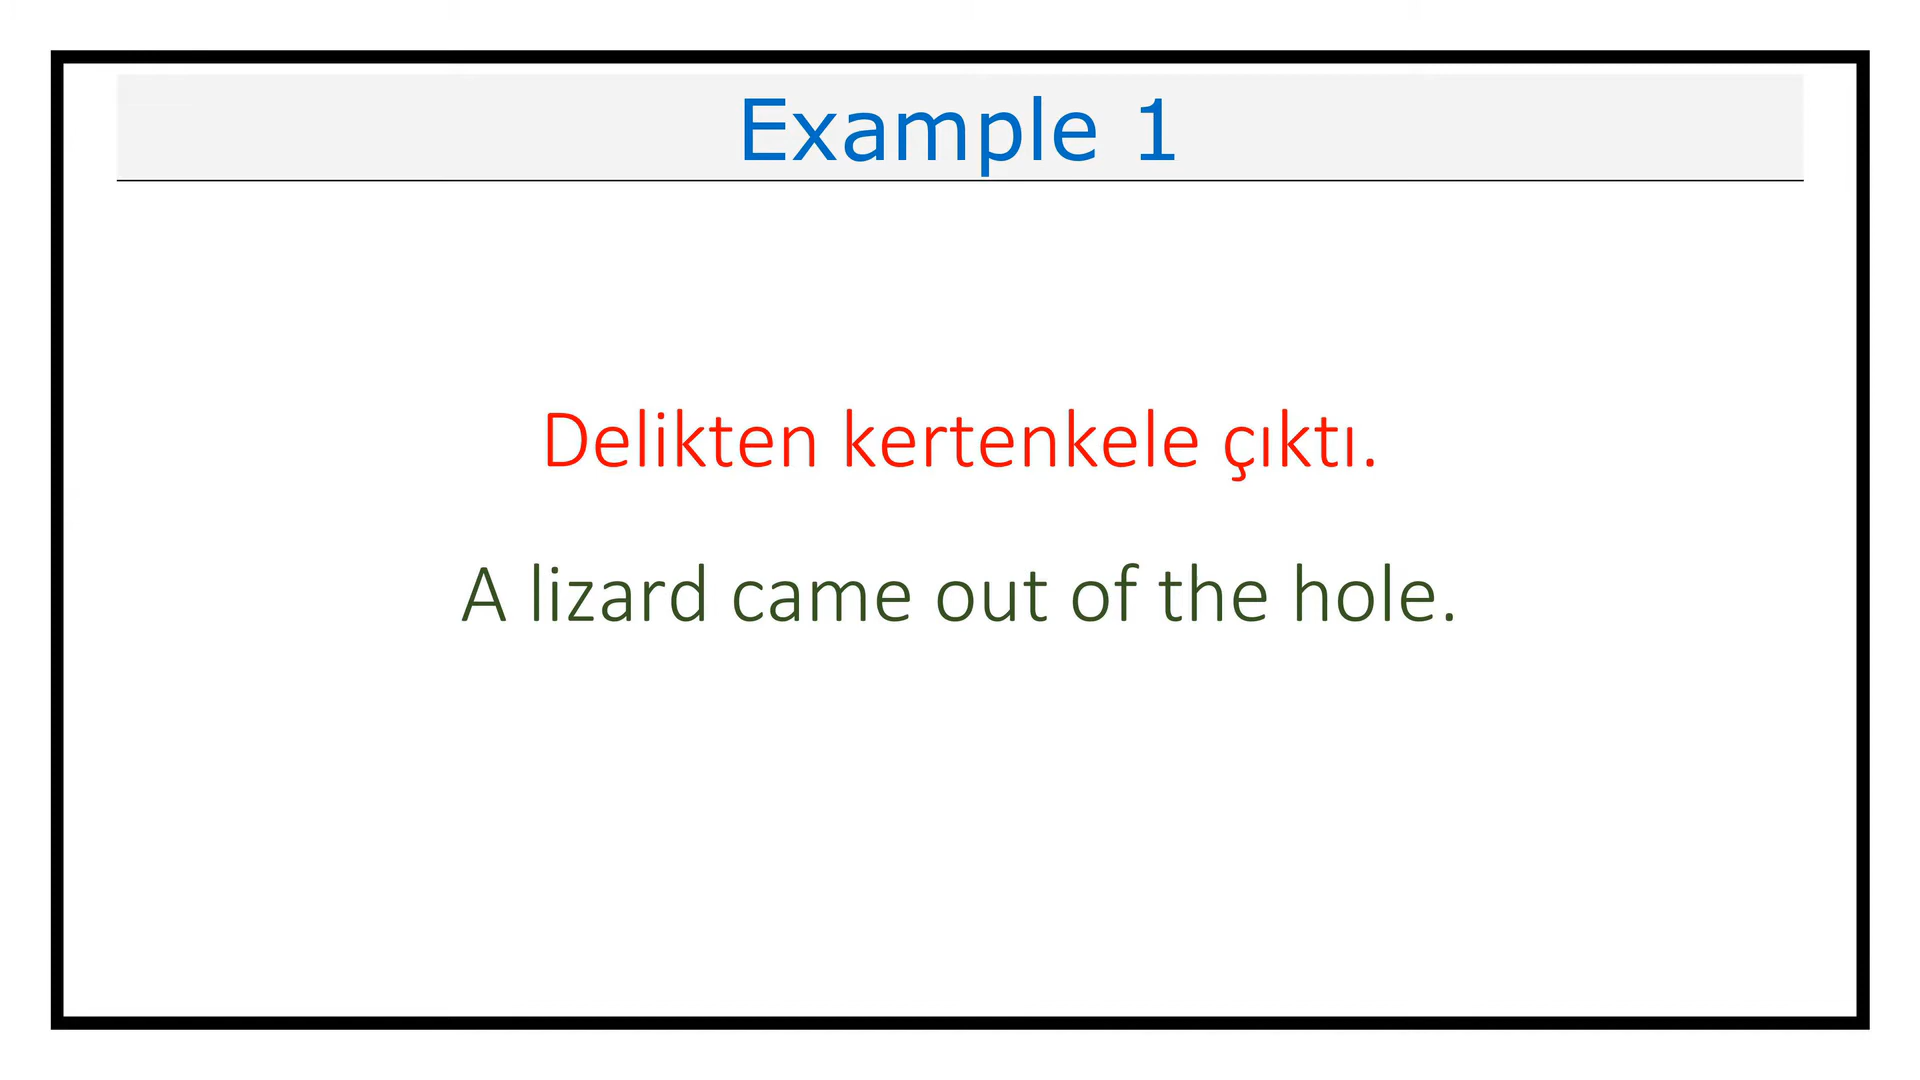 Example 1
Delikten kertenkele çıktı.
A lizard came out of the hole.